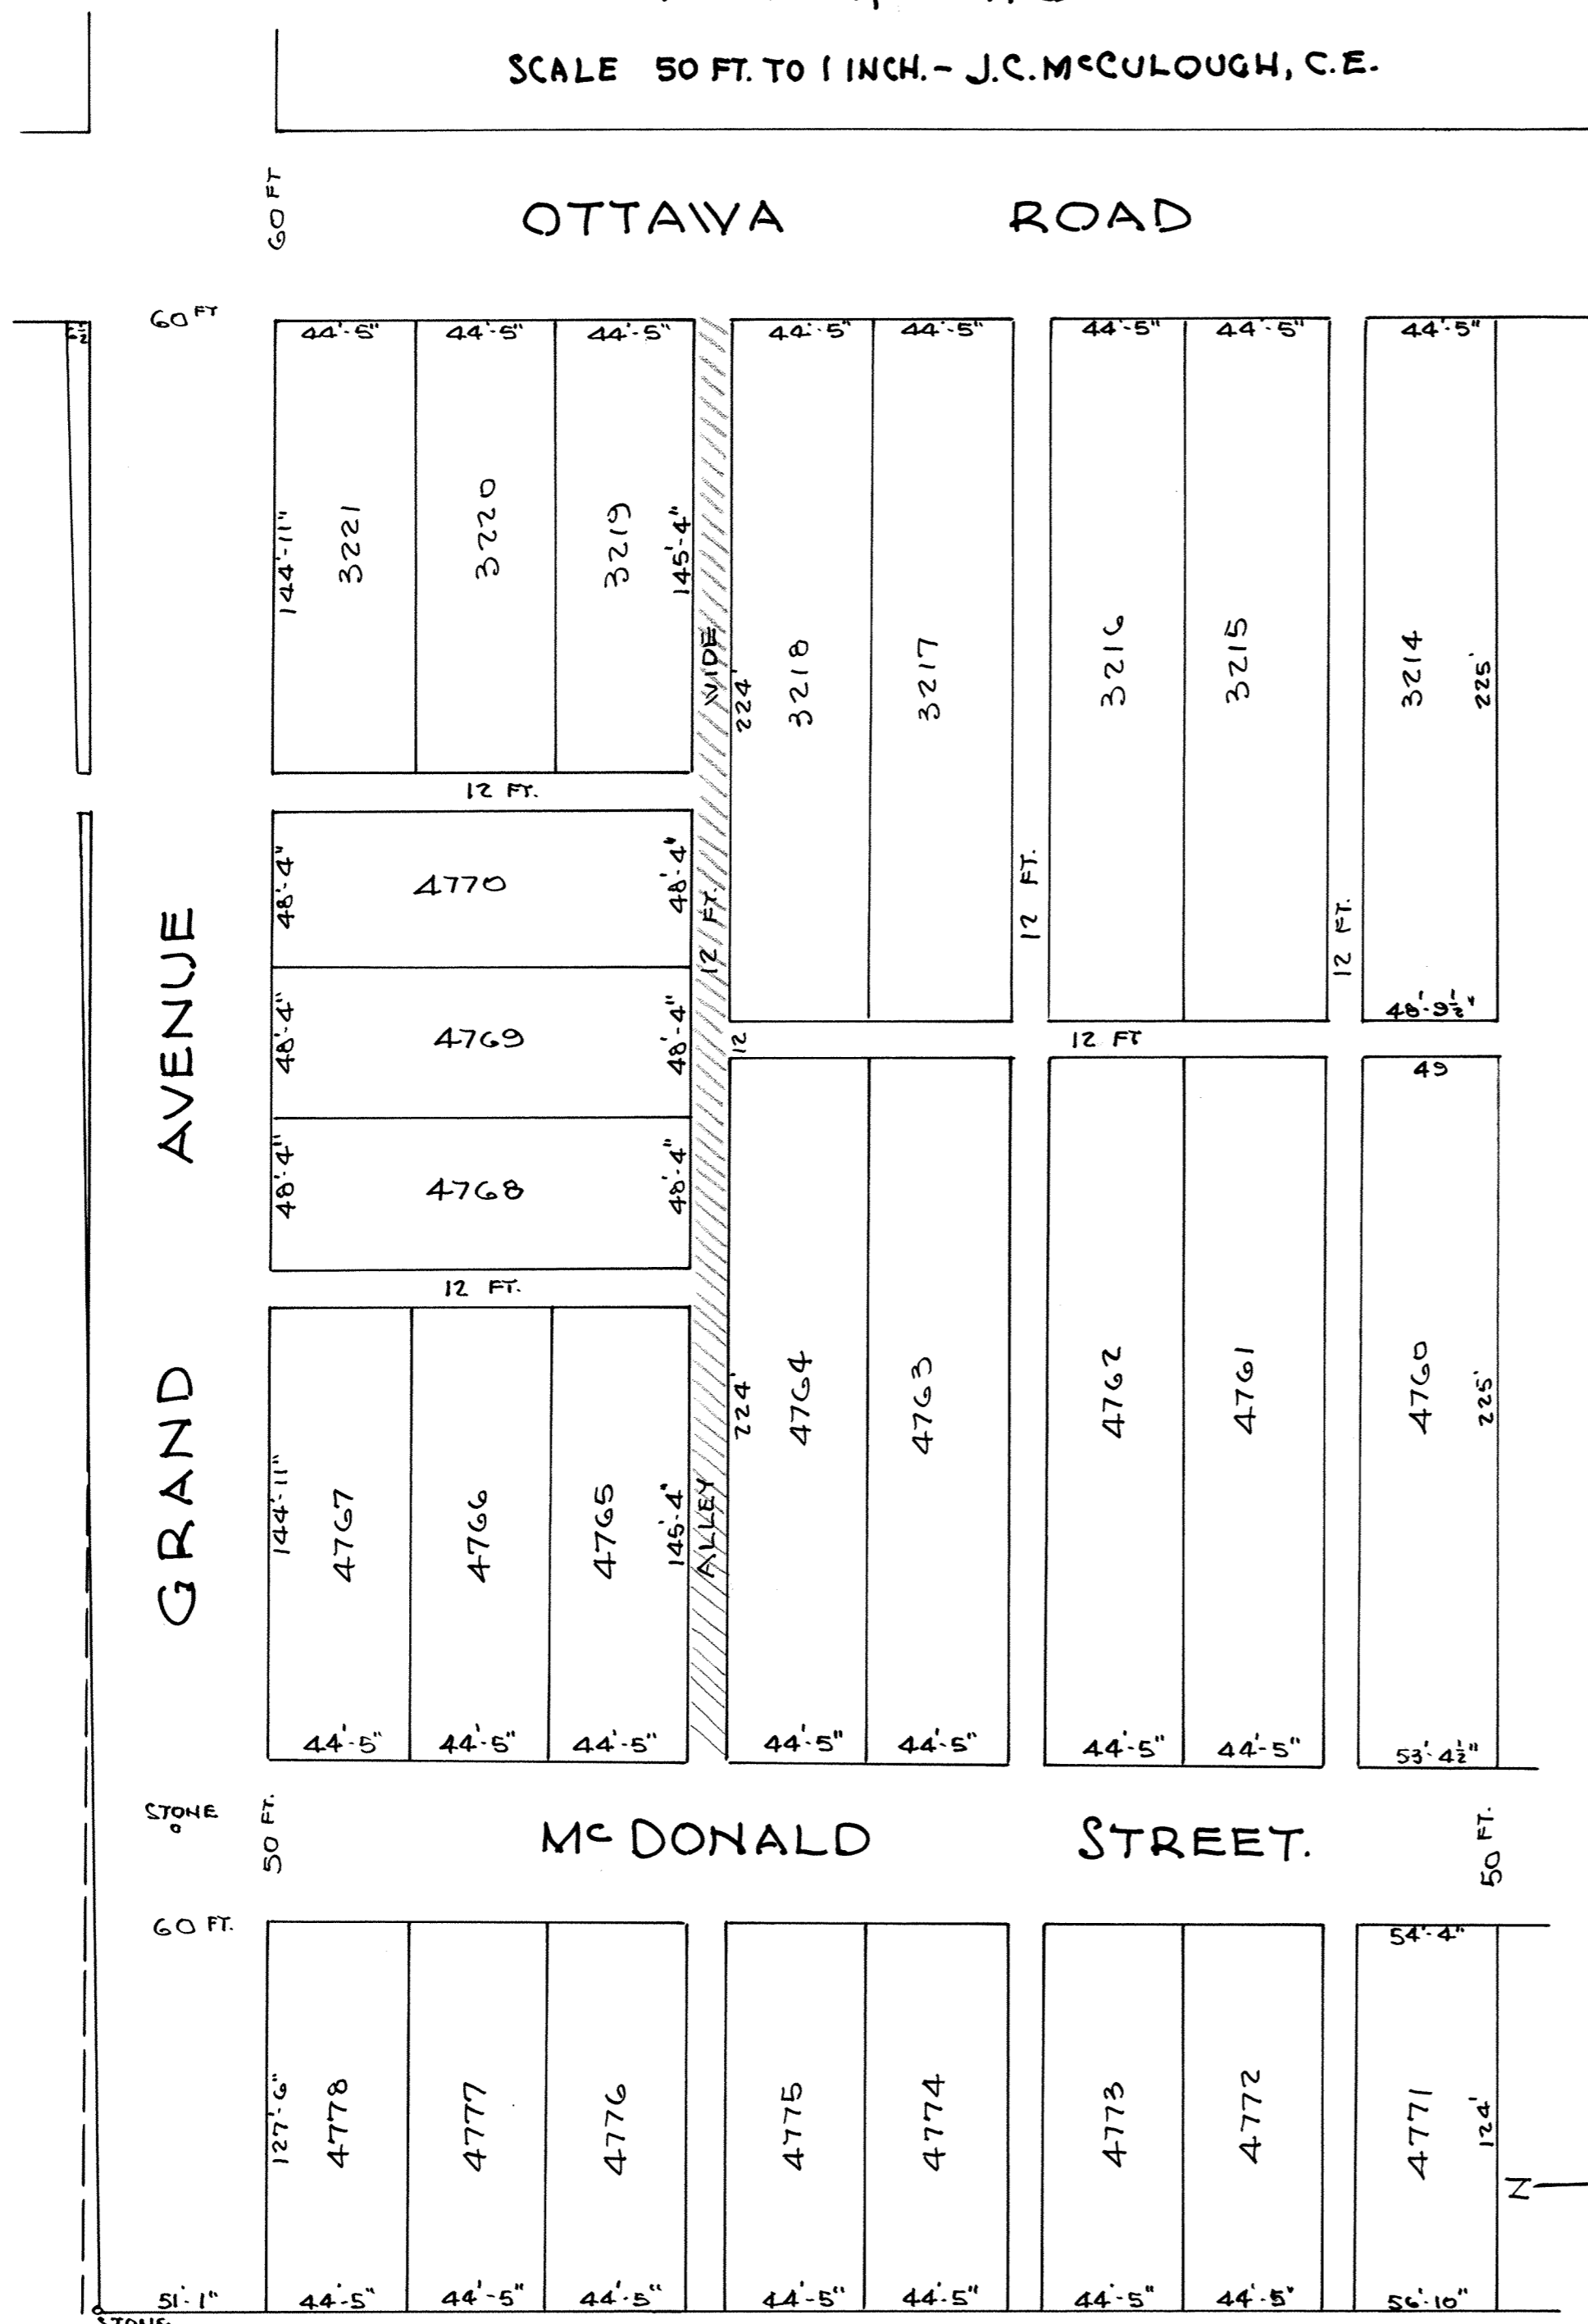 SCALE 50 FT. TO 1 INCH. - J.C. McCULOUGH, C.E.
60 FT
OTTAWA ROAD
60 FT
44'-5" 44'-5" 44'-5" 44'-5" 44'-5" 44'-5" 44'-5" 44'-5"
144'-11" 3221 3220 3219 145'-4"
WIDE 224' 3218 3217 3216 3215 3214 225'
12 FT.
48'-4" 4770 48'-4" 12 FT. 12 FT. 12 FT.
48'-9½"
AVENUE
48'-4" 4769 48'-4" 12 12 FT 49
48'-4" 4768 48'-4"
12 FT.
GRAND
224' 4764 4763 4762 4761 4760 225'
144'-11" 4767 4766 4765 145'-4" ALLEY
44'-5" 44'-5" 44'-5" 44'-5" 44'-5" 44'-5" 44'-5" 53'-4½"
STONE
50 FT. McDONALD STREET. 50 FT.
60 FT.
54'-4"
127'-6" 4778 4777 4776 4775 4774 4773 4772 4771 124'
N
51'-1" 44'-5" 44'-5" 44'-5" 44'-5" 44'-5" 44'-5" 44'-5" 56'-10"
STONE